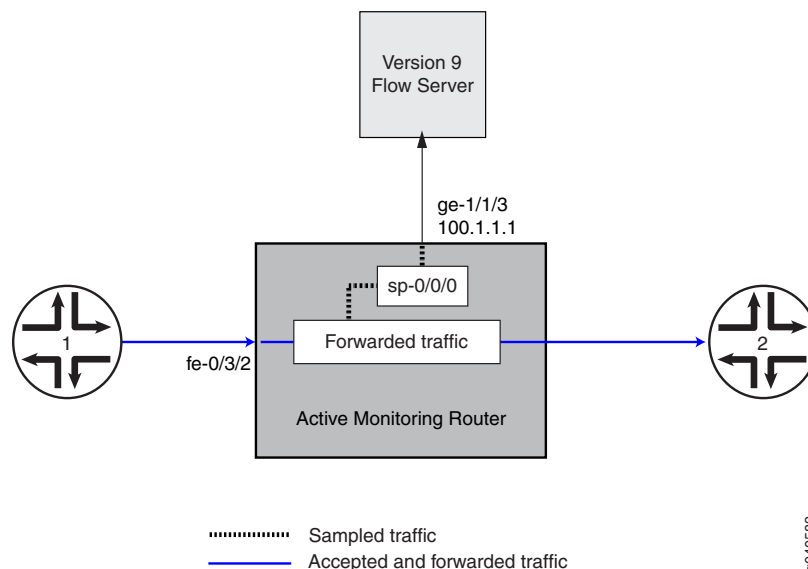 Version 9
Flow Server
ge-1/1/3
100.1.1.1
sp-0/0/0
Forwarded traffic
1
2
fe-0/3/2
Active Monitoring Router
Sampled traffic
Accepted and forwarded traffic